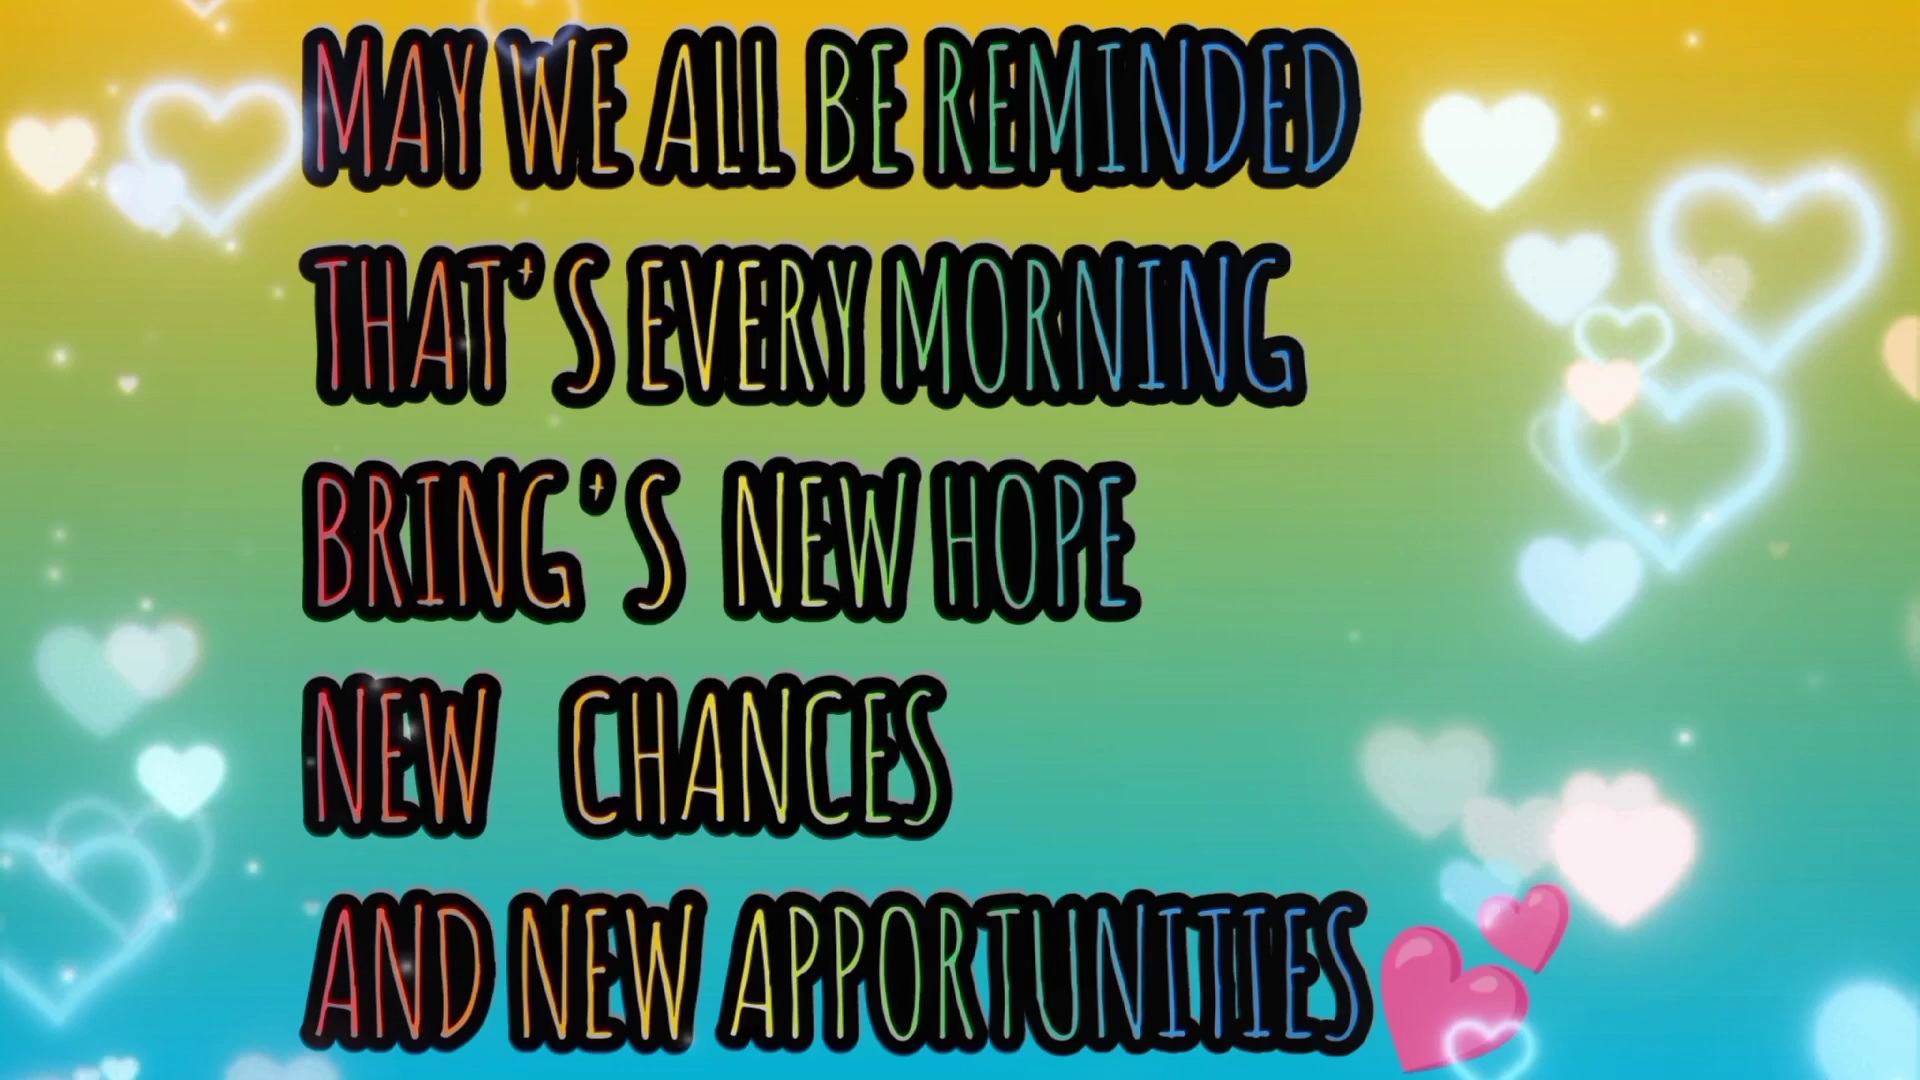 MAY WE ALL BE REMINDED
THAT'S EVERY MORNING
BRING'S NEW HOPE
NEW CHANCES
AND NEW APPORTUNITIES💕